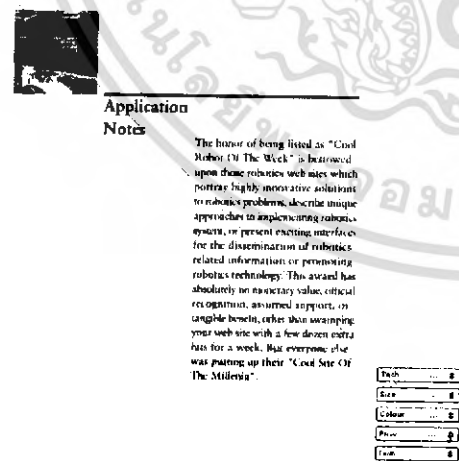 Application
Notes
The honor of being listed as "Cool
Robot Of The Week" is bestowed
upon those robotics web sites which
portray highly innovative solutions
to robotics problems, describe unique
approaches to implementing robotics
system, or present exciting interfaces
for the dissemination of robotics
related information or promoting
robotics technology. This award has
absolutely no monetary value, official
recognition, assumed support, or
tangible benefit, other than swamping
your web site with a few dozen extra
hits for a week. But everyone else
was putting up their "Cool Site Of
The Millenia".
Size ...
Colour ...